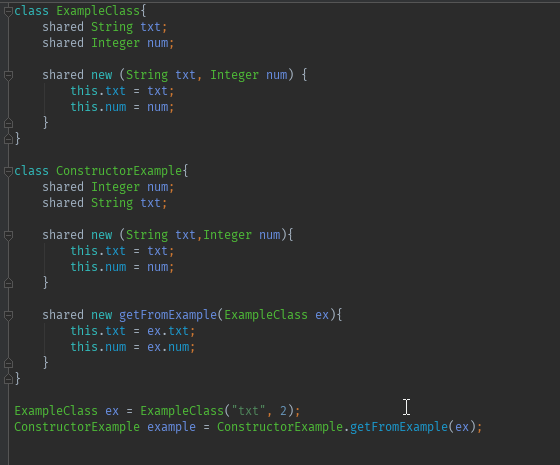 class ExampleClass{
    shared String txt;
    shared Integer num;

    shared new (String txt, Integer num) {
        this.txt = txt;
        this.num = num;
    }
}

class ConstructorExample{
    shared Integer num;
    shared String txt;

    shared new (String txt,Integer num){
        this.txt = txt;
        this.num = num;
    }

    shared new getFromExample(ExampleClass ex){
        this.txt = ex.txt;
        this.num = ex.num;
    }
}

ExampleClass ex = ExampleClass("txt", 2);
ConstructorExample example = ConstructorExample.getFromExample(ex);